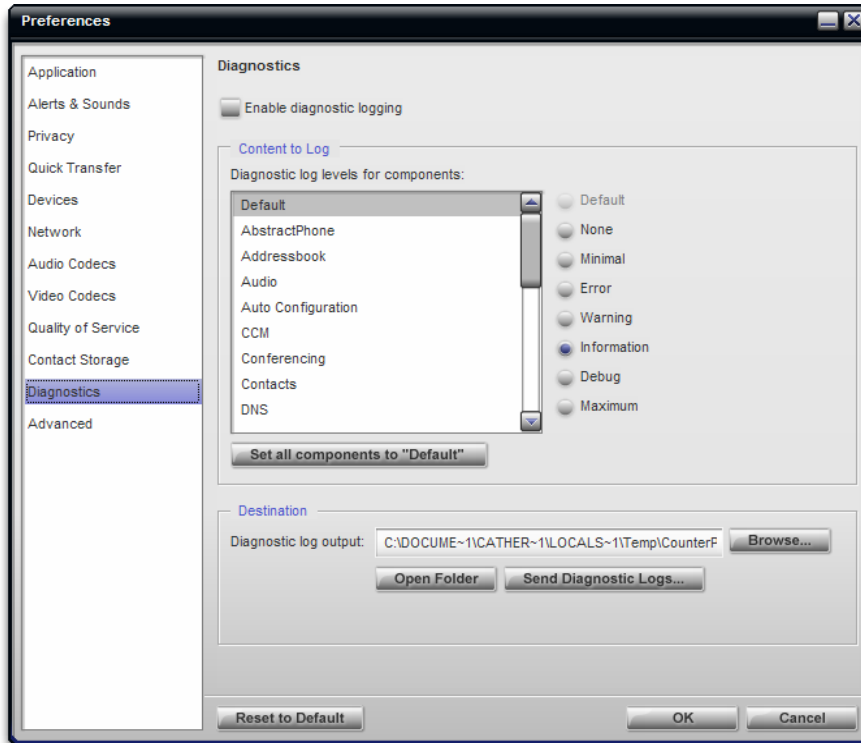 Preferences
Application
Alerts & Sounds
Privacy
Quick Transfer
Devices
Network
Audio Codecs
Video Codecs
Quality of Service
Contact Storage
Diagnostics
Advanced
Diagnostics
Enable diagnostic logging
Content to Log
Diagnostic log levels for components:
Default
AbstractPhone
Addressbook
Audio
Auto Configuration
CCM
Conferencing
Contacts
DNS
Default
None
Minimal
Error
Warning
Information
Debug
Maximum
Set all components to "Default"
Destination
Diagnostic log output: C:\DOCUME~1\CATHER~1\LOCALS~1\Temp\CounterP Browse...
Open Folder Send Diagnostic Logs...
Reset to Default OK Cancel